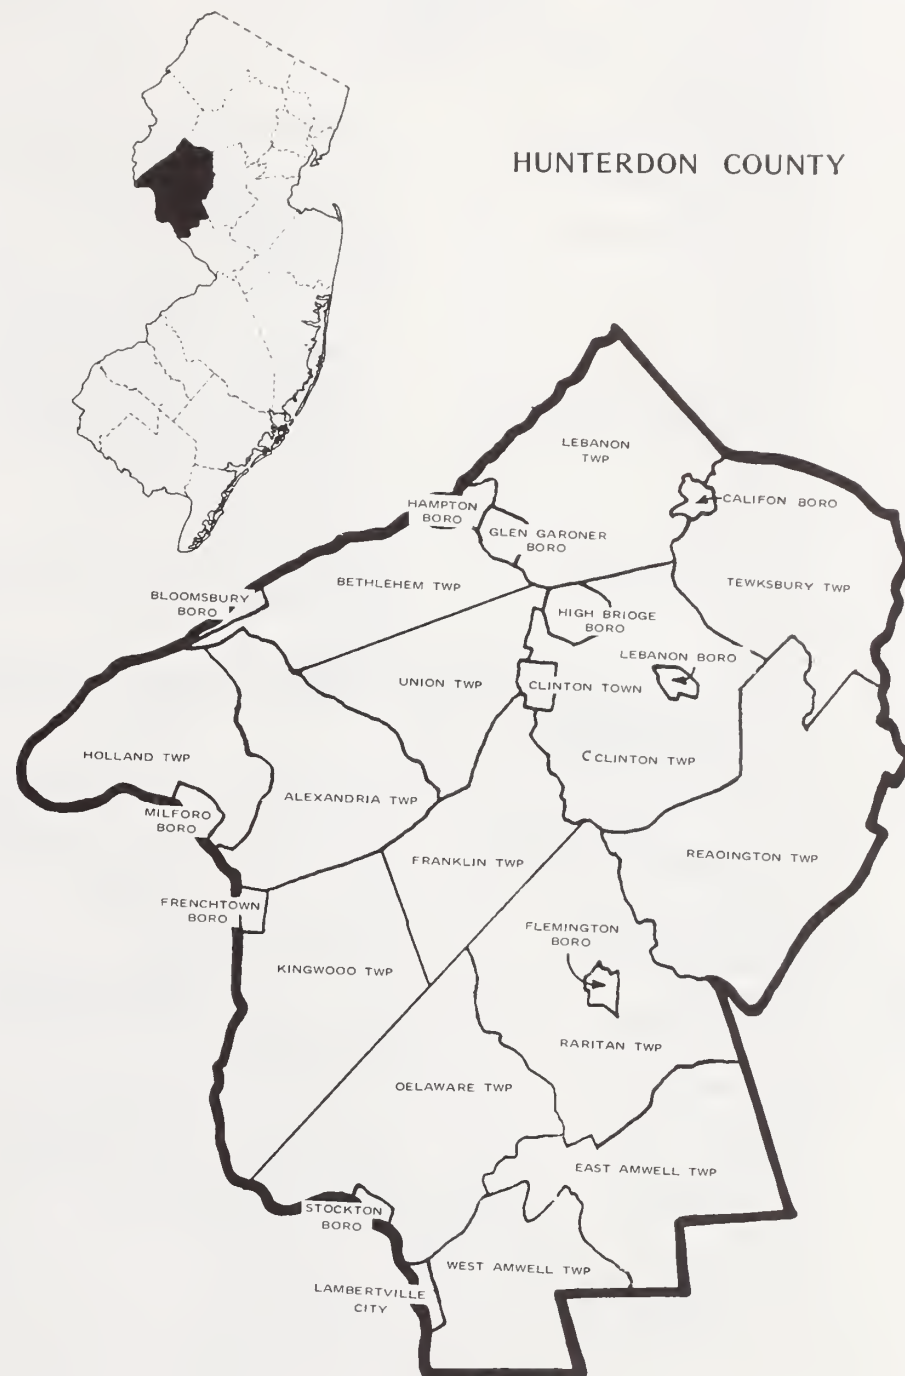 HUNTERDON COUNTY
LEBANON
TWP
CALIFON BORO
HAMPTON
BORO
GLEN GARONER
BORO
TEWKSBURY TWP
BETHLEHEM TWP
BLOOMSBURY
BORO
HIGH BRIOGE
BORO
LEBANON BORO
UNION TWP
CLINTON TOWN
HOLLAND TWP
CCLINTON TWP
ALEXANDRIA TWP
MILFORO
BORO
FRANKLIN TWP
REAOINGTON TWP
FRENCHTOWN
BORO
FLEMINGTON
BORO
KINGWOOO TWP
RARITAN TWP
OELAWARE TWP
EAST AMWELL TWP
STOCKTON
BORO
WEST AMWELL TWP
LAMBERTVILLE
CITY